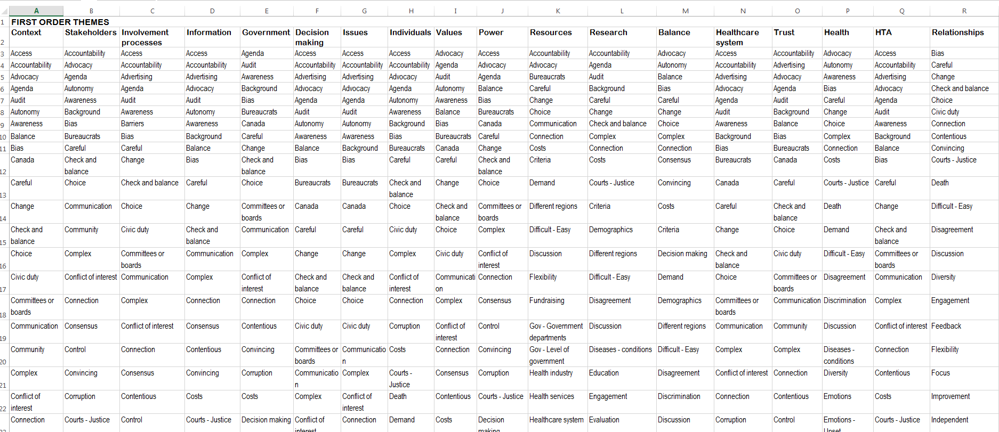 A B C D E F G H I J K L M N O P Q R
1 FIRST ORDER THEMES
Context Stakeholders Involvement Information Government Decision Issues Individuals Values Power Resources Research Balance Healthcare Trust Health HTA Relationships
2 processes making system
3 Access Accountability Access Access Agenda Access Access Access Advocacy Access Accountability Accountability Advocacy Access Accountability Advocacy Access Bias
4 Accountability Advocacy Accountability Accountability Audit Accountability Accountability Accountability Agenda Advocacy Advocacy Agenda Autonomy Accountability Advertising Autonomy Accountability Careful
5 Advocacy Agenda Advertising Advertising Awareness Advertising Advertising Advocacy Audit Agenda Bureaucrats Audit Balance Advertising Advocacy Awareness Advertising Change
6 Agenda Autonomy Agenda Advocacy Background Advocacy Advocacy Agenda Autonomy Balance Careful Background Bias Advocacy Agenda Bias Advocacy Check and balance
7 Audit Awareness Audit Audit Bias Agenda Agenda Autonomy Awareness Bias Change Careful Careful Agenda Audit Careful Agenda Choice
8 Autonomy Background Awareness Autonomy Bureaucrats Audit Audit Awareness Balance Bureaucrats Choice Change Change Audit Background Change Audit Civic duty
9 Awareness Bias Barriers Awareness Canada Autonomy Autonomy Background Bias Canada Communication Check and balance Choice Awareness Balance Choice Awareness Connection
10 Balance Bureaucrats Bias Background Careful Awareness Awareness Bias Bureaucrats Careful Connection Complex Complex Background Bias Complex Background Contentious
11 Bias Careful Careful Balance Change Balance Background Bureaucrats Canada Change Costs Connection Connection Bias Bureaucrats Connection Balance Convincing
Canada Check and Change Bias Check and Bias Bias Careful Careful Check and Criteria Costs Consensus Bureaucrats Canada Costs Bias Courts - Justice
12 balance balance balance
Careful Choice Check and balance Careful Choice Bureaucrats Bureaucrats Check and Change Choice Demand Courts - Justice Convincing Canada Careful Courts - Justice Careful Death
13 balance
Change Communication Choice Change Committees or Canada Canada Choice Check and Committees or Different regions Criteria Costs Careful Check and Death Change Difficult - Easy
14 boards balance boards balance
Check and Community Civic duty Check and Communication Careful Careful Civic duty Choice Complex Difficult - Easy Demographics Criteria Change Choice Demand Check and Disagreement
15 balance balance balance
Choice Complex Committees or Communication Complex Change Change Complex Civic duty Conflict of Discussion Different regions Decision making Check and Civic duty Difficult - Easy Committees or Discussion
16 boards interest balance boards
Civic duty Conflict of interest Communication Complex Conflict of Check and Check and Conflict of Communicati Connection Flexibility Difficult - Easy Demand Choice Committees or Disagreement Communication Diversity
17 interest balance balance interest on boards
Committees or Connection Complex Connection Connection Choice Choice Connection Complex Consensus Fundraising Disagreement Demographics Committees or Communication Discrimination Complex Engagement
18 boards boards
Communication Consensus Conflict of interest Consensus Contentious Civic duty Civic duty Corruption Conflict of Control Gov - Government Discussion Different regions Communication Community Discussion Conflict of interest Feedback
19 interest departments
Community Control Connection Contentious Convincing Committees or Communicatio Costs Connection Convincing Gov - Level of Diseases - conditions Difficult - Easy Complex Complex Diseases - Connection Flexibility
20 boards n government conditions
Complex Convincing Consensus Convincing Corruption Communicatio Complex Courts - Consensus Corruption Health industry Education Disagreement Conflict of interest Connection Diversity Contentious Focus
21 n Justice
Conflict of Corruption Contentious Costs Costs Complex Conflict of Death Contentious Courts - Justice Health services Engagement Discrimination Connection Contentious Emotions Costs Improvement
22 interest interest
Connection Courts - Justice Control Courts - Justice Decision making Conflict of Connection Demand Costs Decision Healthcare system Evaluation Discussion Corruption Control Emotions - Courts - Justice Independent
interest making Upset